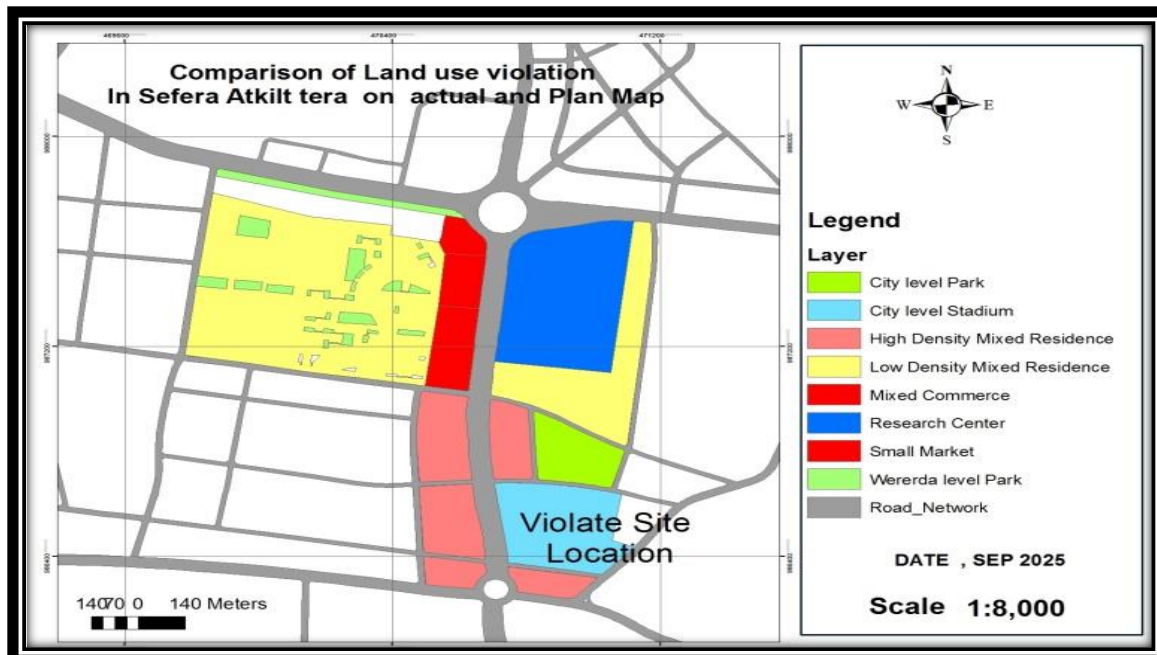 Comparison of Land use violation
In Sefera Atkilt tera on actual and Plan Map
Violate Site
Location
14070 0 140 Meters
N
W E
S
Legend
Layer
City level Park
City level Stadium
High Density Mixed Residence
Low Density Mixed Residence
Mixed Commerce
Research Center
Small Market
Wererda level Park
Road_Network
DATE , SEP 2025
Scale 1:8,000